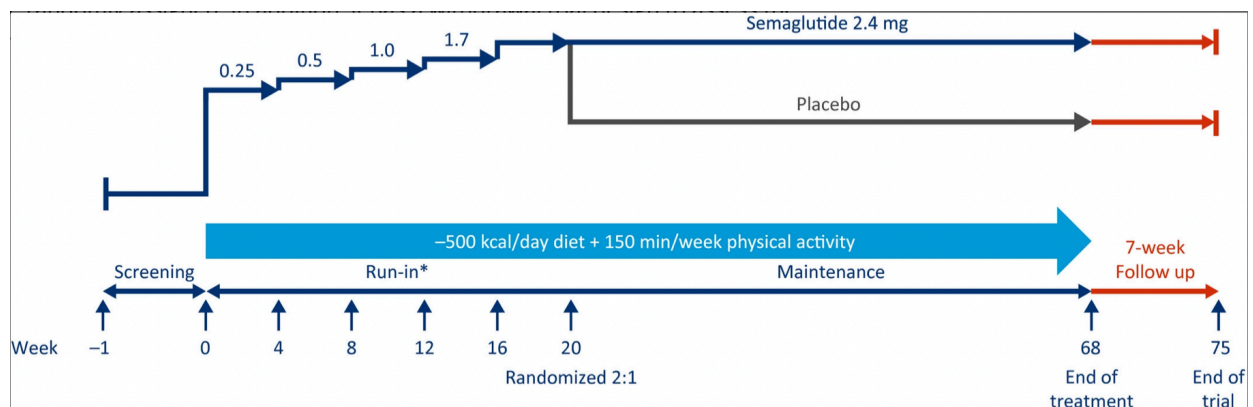 Semaglutide 2.4 mg
1.7
1.0
0.5
0.25
Placebo
–500 kcal/day diet + 150 min/week physical activity
7-week
Follow up
Screening
Run-in*
Maintenance
Week –1 0 4 8 12 16 20 68 75
Randomized 2:1
End of
treatment
End of
trial